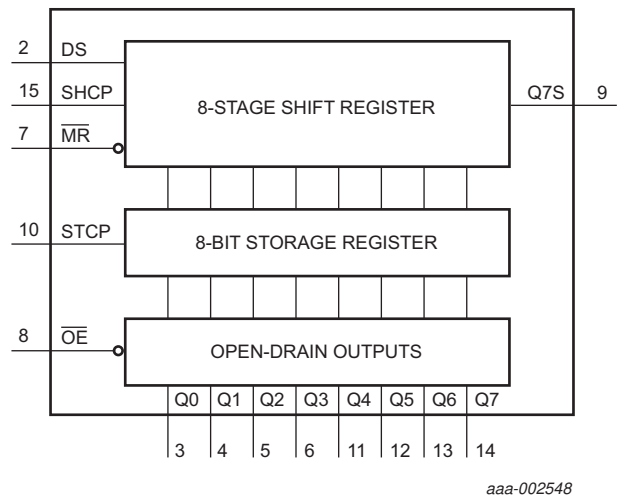 2 DS
15 SHCP
7 M̅R̅
8-STAGE SHIFT REGISTER
Q7S 9
10 STCP
8-BIT STORAGE REGISTER
8 O̅E̅
OPEN-DRAIN OUTPUTS
Q0 Q1 Q2 Q3 Q4 Q5 Q6 Q7
3 4 5 6 11 12 13 14
aaa-002548